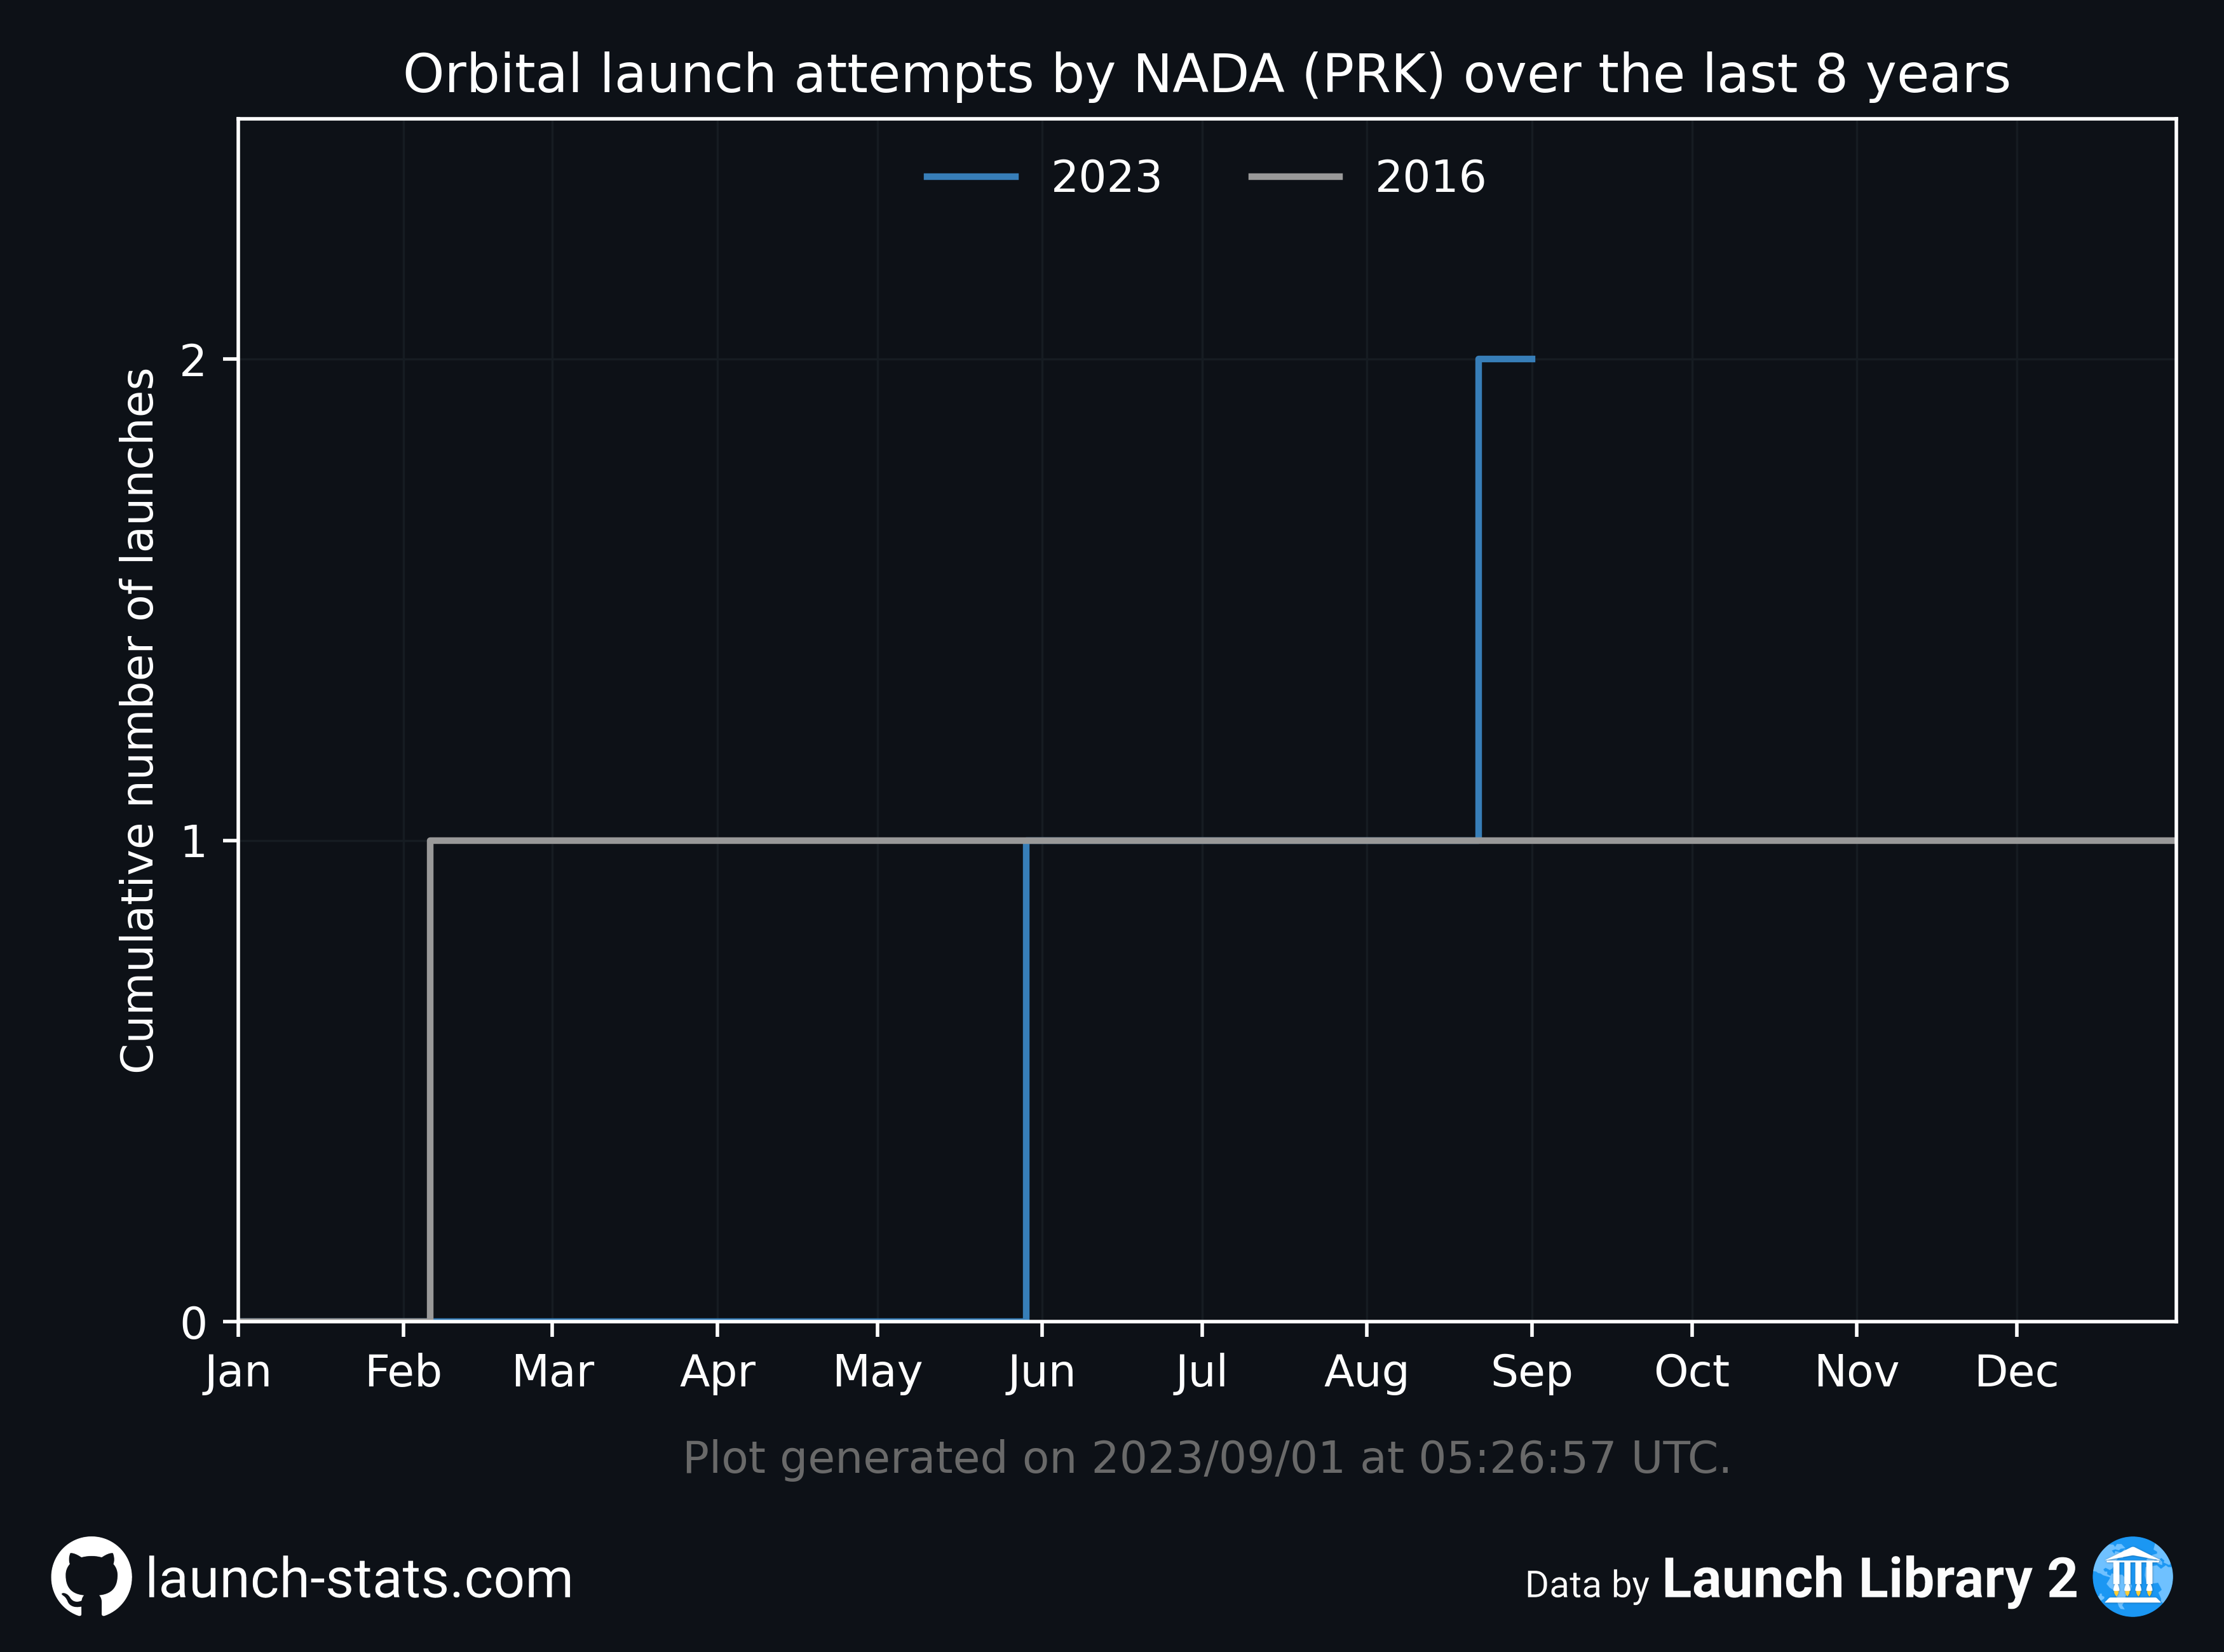 Orbital launch attempts by NADA (PRK) over the last 8 years
2023 2016
Cumulative number of launches
2
1
0
Jan Feb Mar Apr May Jun Jul Aug Sep Oct Nov Dec
Plot generated on 2023/09/01 at 05:26:57 UTC.
launch-stats.com
Data by Launch Library 2